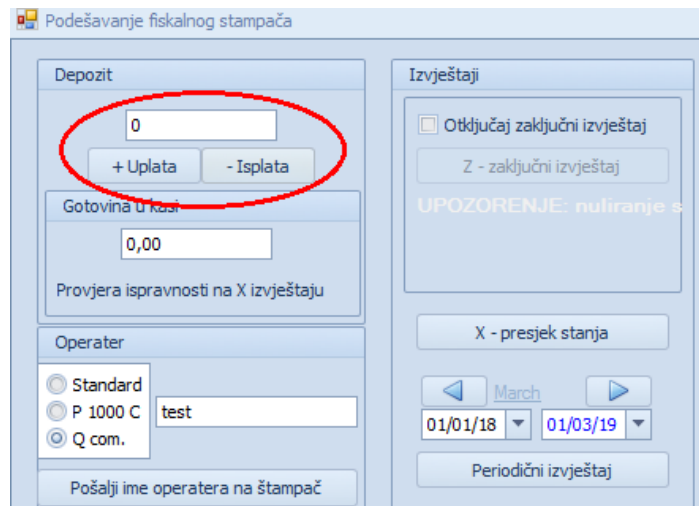 Podešavanje fiskalnog stampača
Depozit
0
+ Uplata
- Isplata
Gotovina u kasi
0,00
Provjera ispravnosti na X izvještaju
Operater
Standard
P 1000 C
Q com.
test
Pošalji ime operatera na štampač
Izvještaji
Otključaj zaključni izvještaj
Z - zaključni izvještaj
UPOZORENJE: nuliranje s
X - presjek stanja
March
01/01/18
01/03/19
Periodični izvještaj